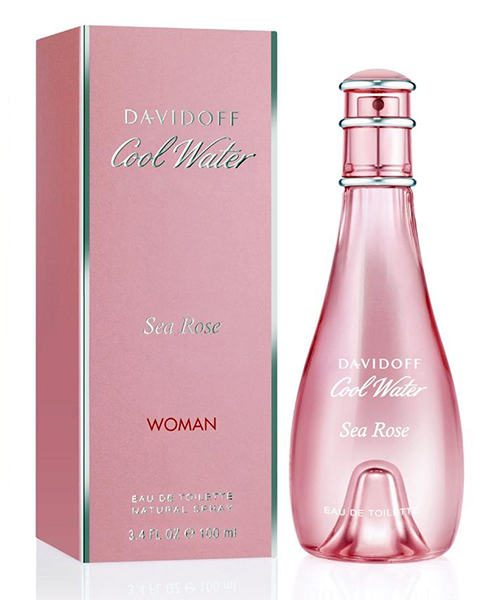 DAVIDOFF
Cool Water
Sea Rose
WOMAN
EAU DE TOILETTE
NATURAL SPRAY
3.4 FL OZ ℮ 100 ml
DAVIDOFF
Cool Water
Sea Rose
EAU DE TOILETTE